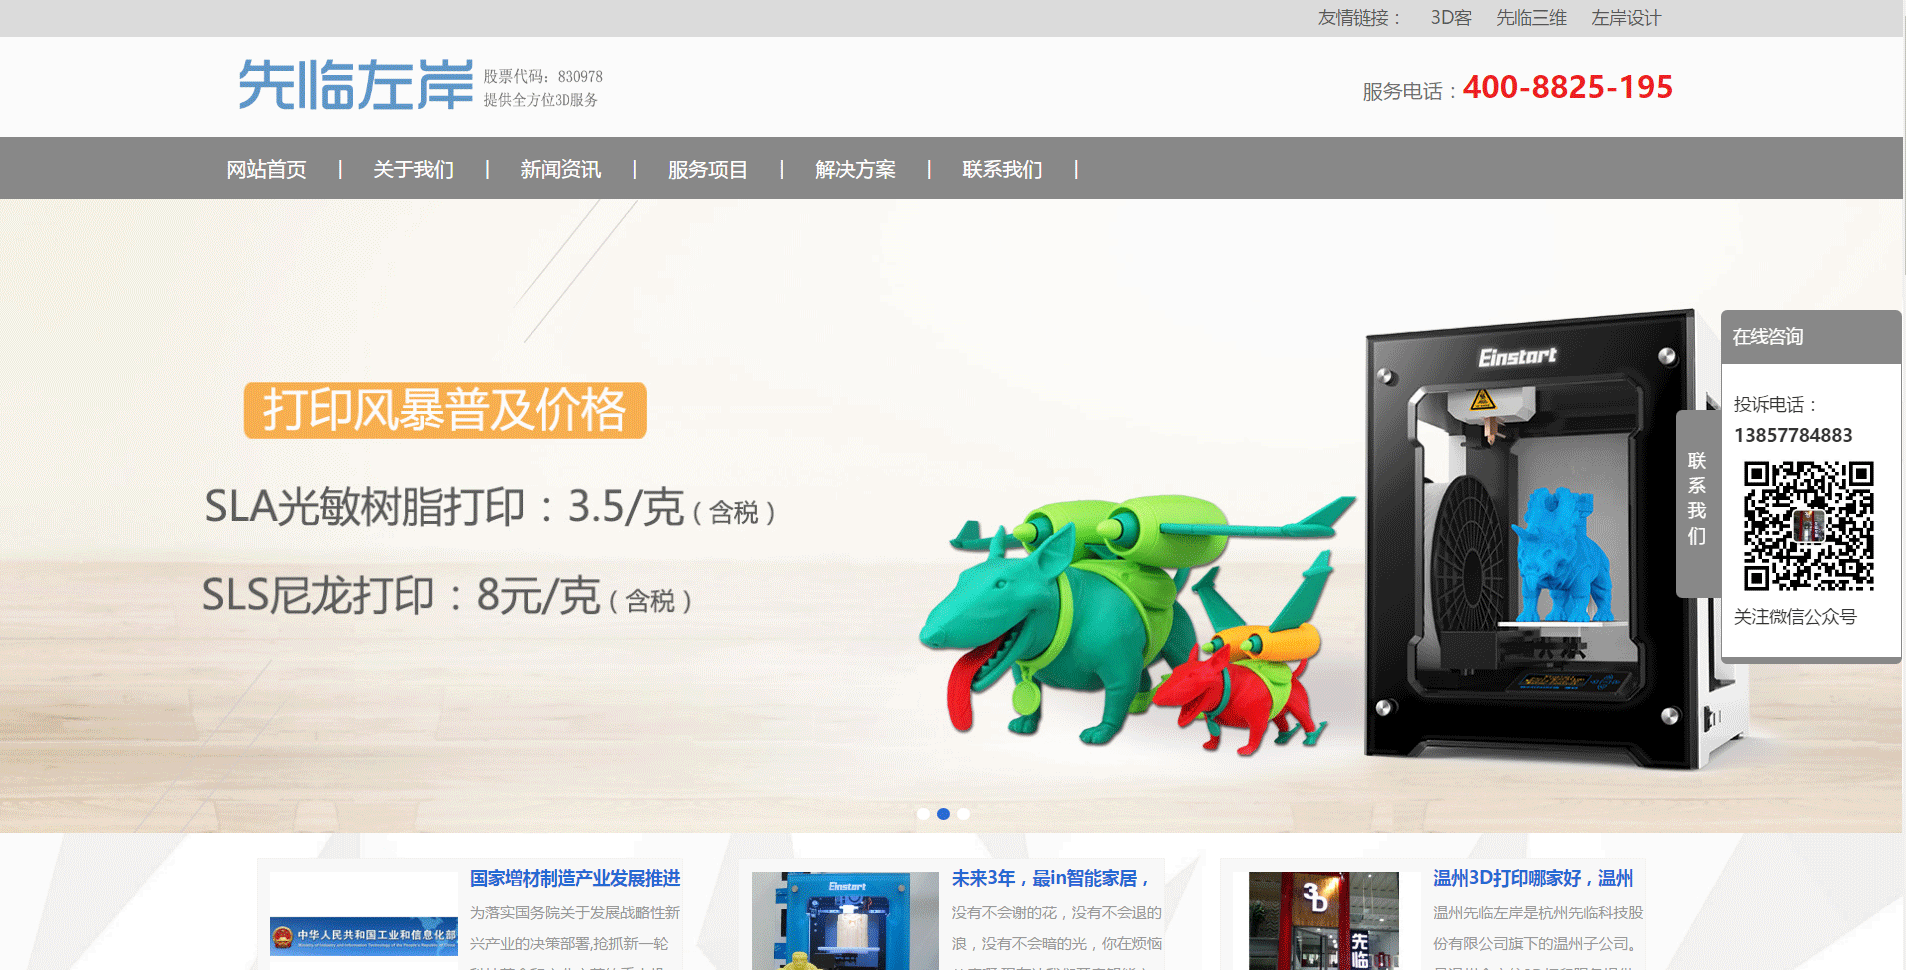 友情链接： 3D客 先临三维 左岸设计
先临左岸
股票代码：830978
提供全方位3D服务
服务电话：400-8825-195
网站首页 | 关于我们 | 新闻资讯 | 服务项目 | 解决方案 | 联系我们 |
打印风暴普及价格
SLA光敏树脂打印：3.5/克（含税）
SLS尼龙打印：8元/克（含税）
Einstart
在线咨询
投诉电话：
13857784883
联系我们
关注微信公众号
国家增材制造产业发展推进
为落实国务院关于发展战略性新
兴产业的决策部署,抢抓新一轮
中华人民共和国工业和信息化部
Ministry of Industry and Information Technology of the People's Republic of China
Einstart
未来3年，最in智能家居，
没有不会谢的花，没有不会退的
浪，没有不会暗的光，你在烦恼
3D
先临
温州3D打印哪家好，温州
温州先临左岸是杭州先临科技股
份有限公司旗下的温州子公司。